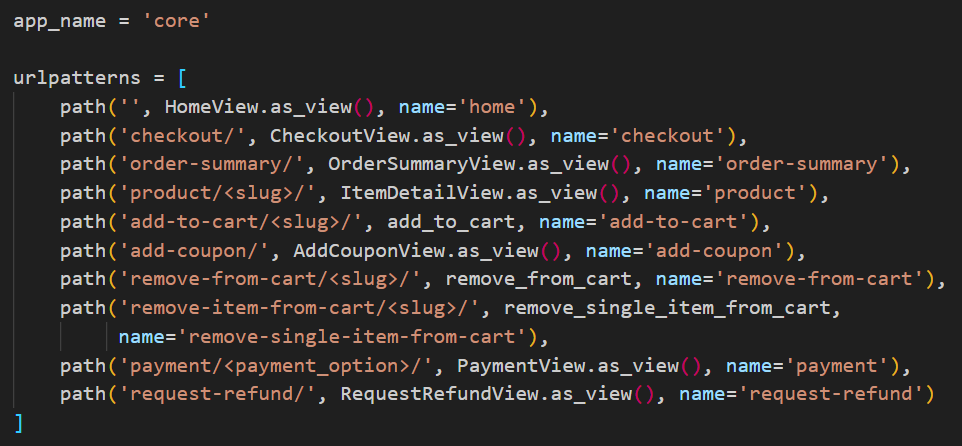 app_name = 'core'
urlpatterns = [
path('', HomeView.as_view(), name='home'),
path('checkout/', CheckoutView.as_view(), name='checkout'),
path('order-summary/', OrderSummaryView.as_view(), name='order-summary'),
path('product/<slug>/', ItemDetailView.as_view(), name='product'),
path('add-to-cart/<slug>/', add_to_cart, name='add-to-cart'),
path('add-coupon/', AddCouponView.as_view(), name='add-coupon'),
path('remove-from-cart/<slug>/', remove_from_cart, name='remove-from-cart'),
path('remove-item-from-cart/<slug>/', remove_single_item_from_cart,
name='remove-single-item-from-cart'),
path('payment/<payment_option>/', PaymentView.as_view(), name='payment'),
path('request-refund/', RequestRefundView.as_view(), name='request-refund')
]